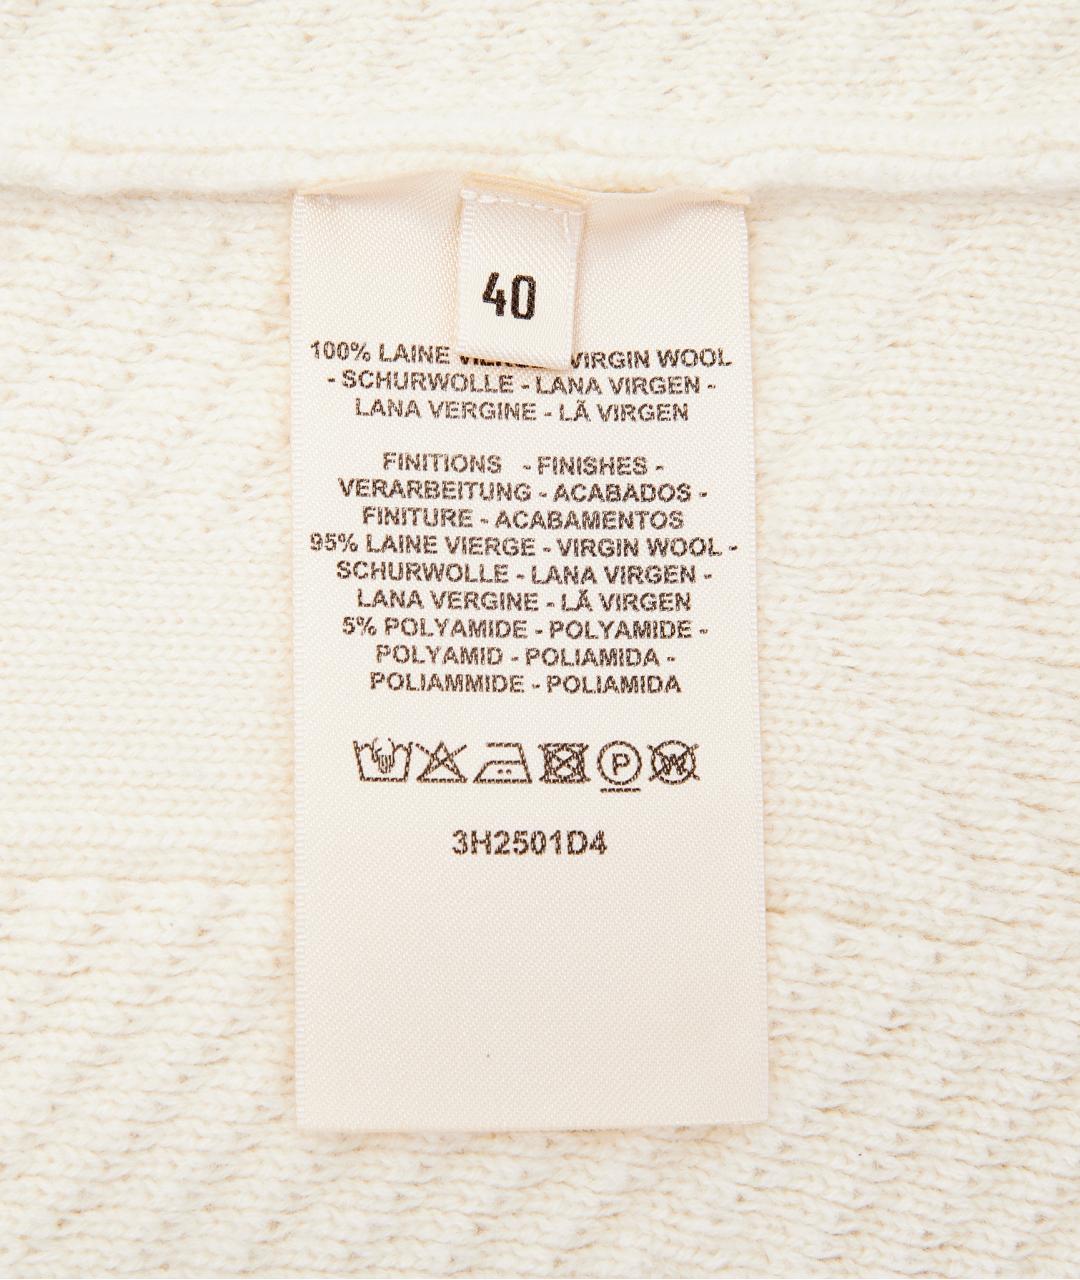 40
100% LAINE VIERGE - VIRGIN WOOL
- SCHURWOLLE - LANA VIRGEN -
LANA VERGINE - LÃ VIRGEN
FINITIONS - FINISHES -
VERARBEITUNG - ACABADOS -
FINITURE - ACABAMENTOS
95% LAINE VIERGE - VIRGIN WOOL -
SCHURWOLLE - LANA VIRGEN -
LANA VERGINE - LÃ VIRGEN
5% POLYAMIDE - POLYAMIDE -
POLYAMID - POLIAMIDA -
POLIAMMIDE - POLIAMIDA
P W
3H2501D4